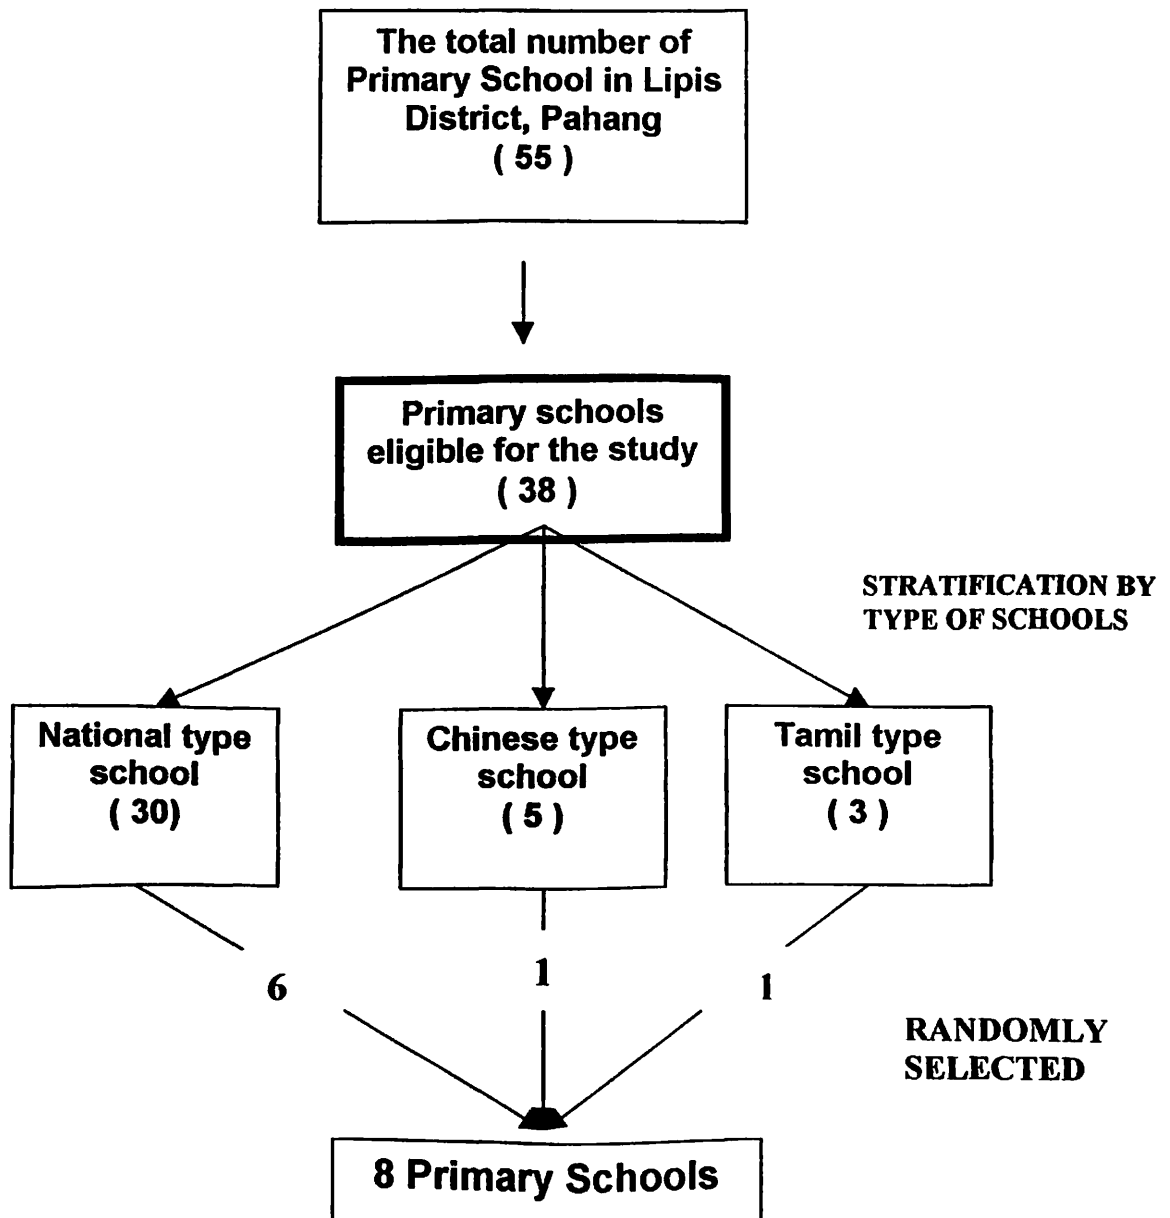 The total number of
Primary School in Lipis
District, Pahang
( 55 )
Primary schools
eligible for the study
( 38 )
STRATIFICATION BY
TYPE OF SCHOOLS
National type
school
( 30)
Chinese type
school
( 5 )
Tamil type
school
( 3 )
6
1
1
RANDOMLY
SELECTED
8 Primary Schools